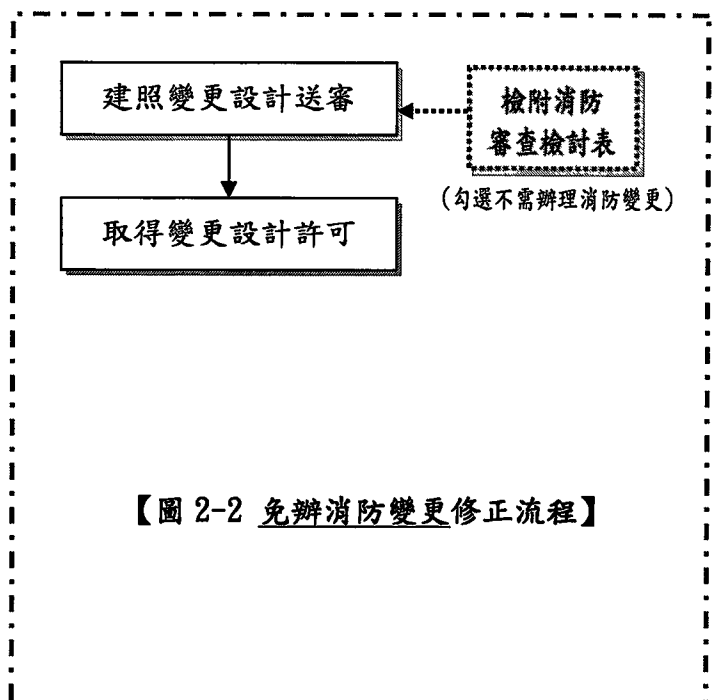 建照變更設計送審
檢附消防
審查檢討表
(勾選不需辦理消防變更)
取得變更設計許可
【圖 2-2 免辦消防變更修正流程】